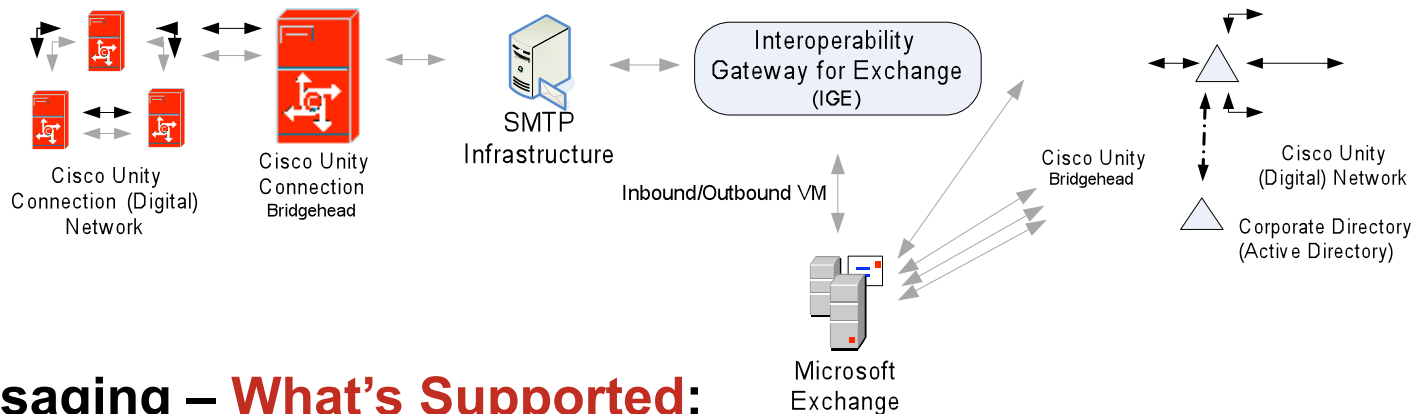 Cisco Unity
Connection (Digital)
Network
Cisco Unity
Connection
Bridgehead
SMTP
Infrastructure
Interoperability
Gateway for Exchange
(IGE)
Inbound/Outbound VM
Microsoft
Exchange
Cisco Unity
Bridgehead
Cisco Unity
(Digital) Network
Corporate Directory
(Active Directory)
saging – What's Supported: